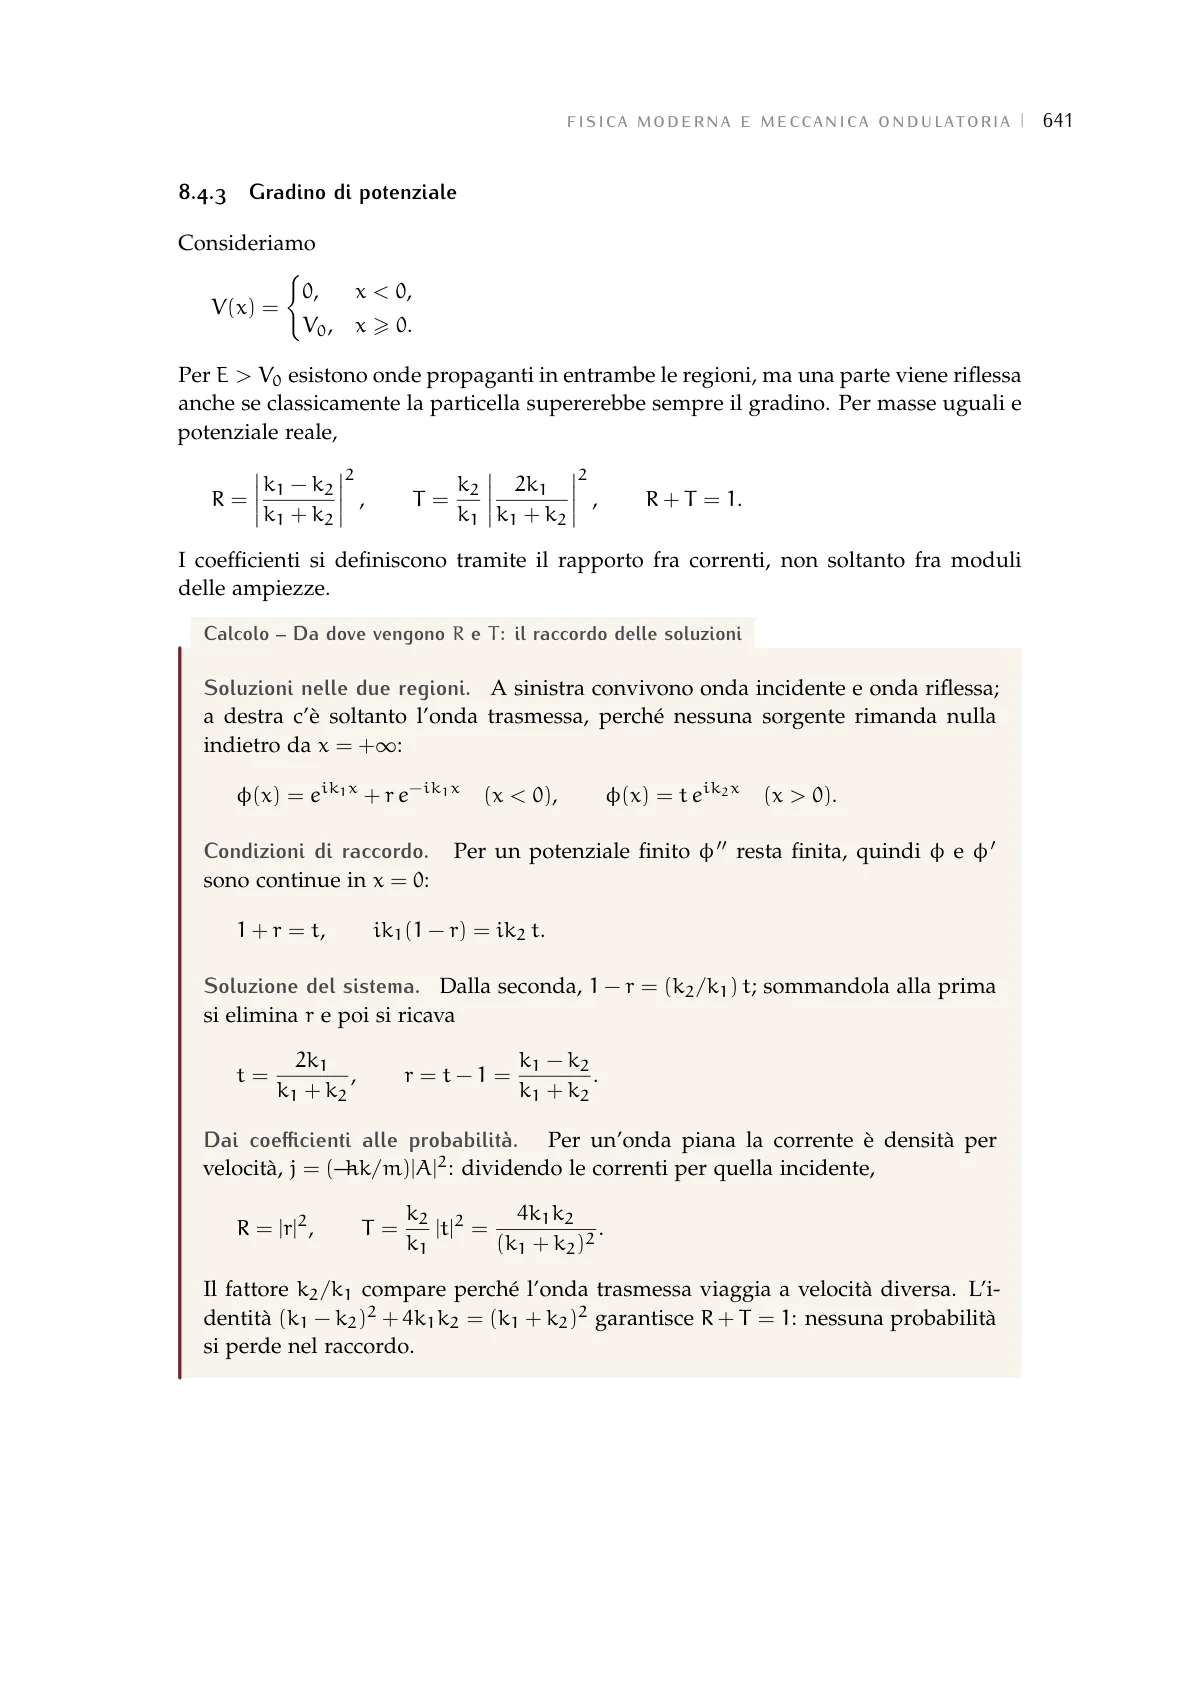 FISICA MODERNA E MECCANICA ONDULATORIA | 641
8.4.3 Gradino di potenziale
Consideriamo
V(x) = { 0, x < 0,
V₀, x ⩾ 0.
Per E > V₀ esistono onde propaganti in entrambe le regioni, ma una parte viene riflessa
anche se classicamente la particella supererebbe sempre il gradino. Per masse uguali e
potenziale reale,
R = |(k₁ − k₂)/(k₁ + k₂)|², T = (k₂/k₁) |2k₁/(k₁ + k₂)|², R + T = 1.
I coefficienti si definiscono tramite il rapporto fra correnti, non soltanto fra moduli
delle ampiezze.
Calcolo – Da dove vengono R e T: il raccordo delle soluzioni
Soluzioni nelle due regioni. A sinistra convivono onda incidente e onda riflessa;
a destra c'è soltanto l'onda trasmessa, perché nessuna sorgente rimanda nulla
indietro da x = +∞:
ϕ(x) = e^{ik₁x} + r e^{−ik₁x} (x < 0), ϕ(x) = t e^{ik₂x} (x > 0).
Condizioni di raccordo. Per un potenziale finito ϕ″ resta finita, quindi ϕ e ϕ′
sono continue in x = 0:
1 + r = t, ik₁(1 − r) = ik₂ t.
Soluzione del sistema. Dalla seconda, 1 − r = (k₂/k₁) t; sommandola alla prima
si elimina r e poi si ricava
t = 2k₁/(k₁ + k₂), r = t − 1 = (k₁ − k₂)/(k₁ + k₂).
Dai coefficienti alle probabilità. Per un'onda piana la corrente è densità per
velocità, j = (ħk/m)|A|²: dividendo le correnti per quella incidente,
R = |r|², T = (k₂/k₁) |t|² = 4k₁k₂/(k₁ + k₂)².
Il fattore k₂/k₁ compare perché l'onda trasmessa viaggia a velocità diversa. L'i-
dentità (k₁ − k₂)² + 4k₁k₂ = (k₁ + k₂)² garantisce R + T = 1: nessuna probabilità
si perde nel raccordo.